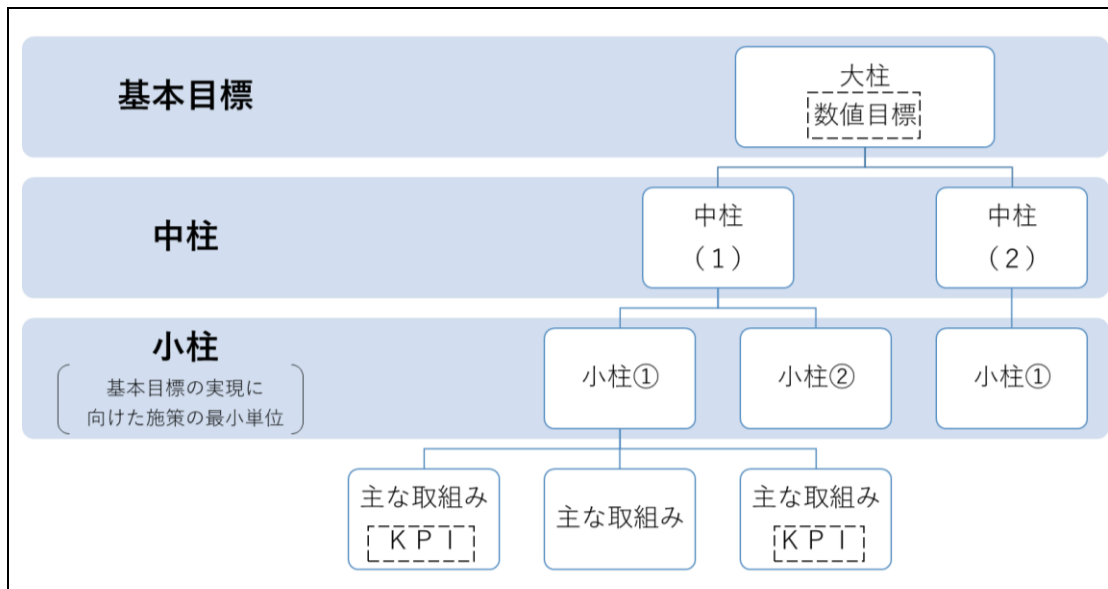 基本目標
大柱
数値目標
中柱
中柱
(1)
中柱
(2)
小柱
基本目標の実現に
向けた施策の最小単位
小柱①
小柱②
小柱①
主な取組み
KPI
主な取組み
主な取組み
KPI